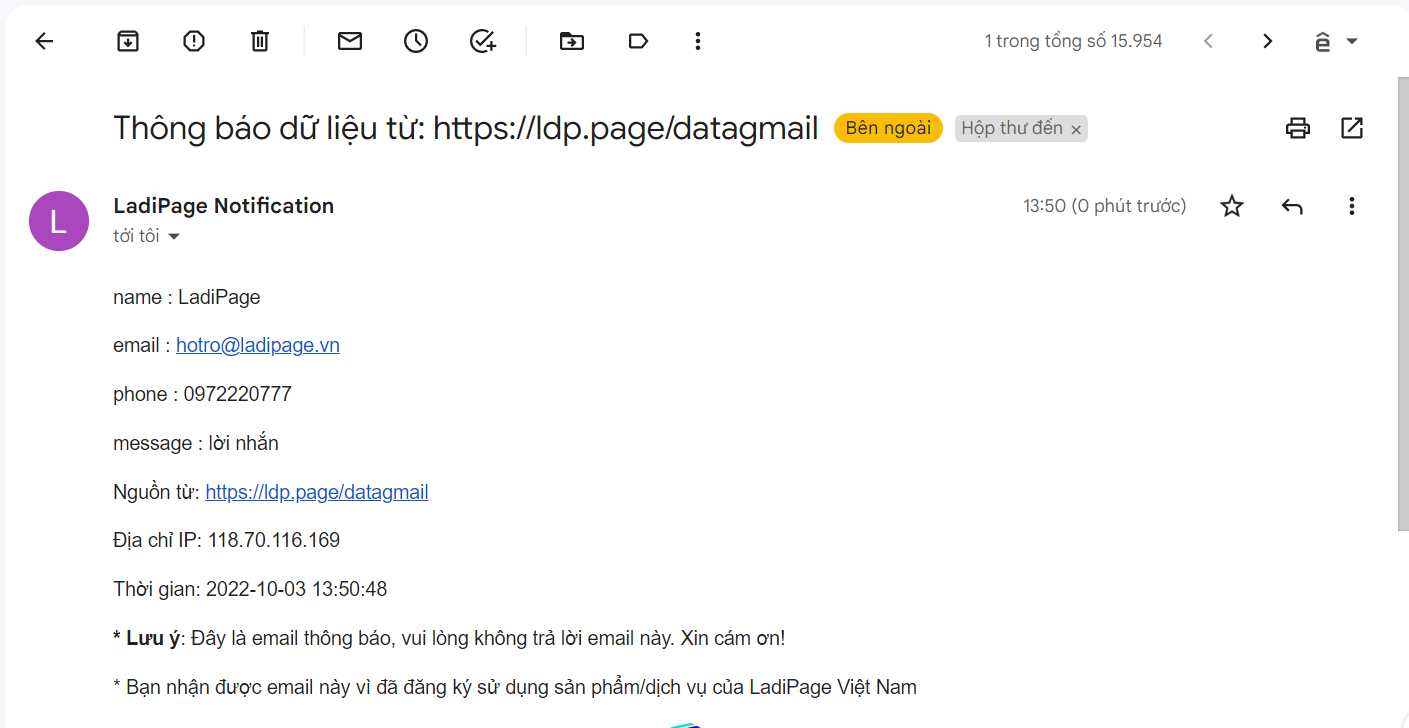 1 trong tổng số 15.954
Thông báo dữ liệu từ: https://ldp.page/datagmail Bên ngoài Hộp thư đến ×
L LadiPage Notification 13:50 (0 phút trước)
tới tôi
name : LadiPage
email : hotro@ladipage.vn
phone : 0972220777
message : lời nhắn
Nguồn từ: https://ldp.page/datagmail
Địa chỉ IP: 118.70.116.169
Thời gian: 2022-10-03 13:50:48
* Lưu ý: Đây là email thông báo, vui lòng không trả lời email này. Xin cám ơn!
* Bạn nhận được email này vì đã đăng ký sử dụng sản phẩm/dịch vụ của LadiPage Việt Nam